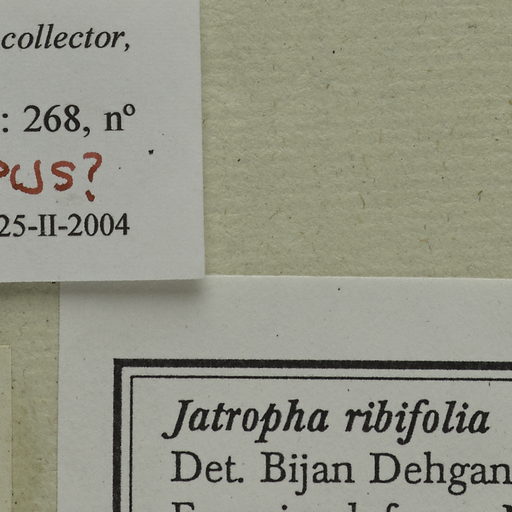 collector,
: 268, nº
pus?
25-II-2004
Jatropha ribifolia
Det. Bijan Dehgan